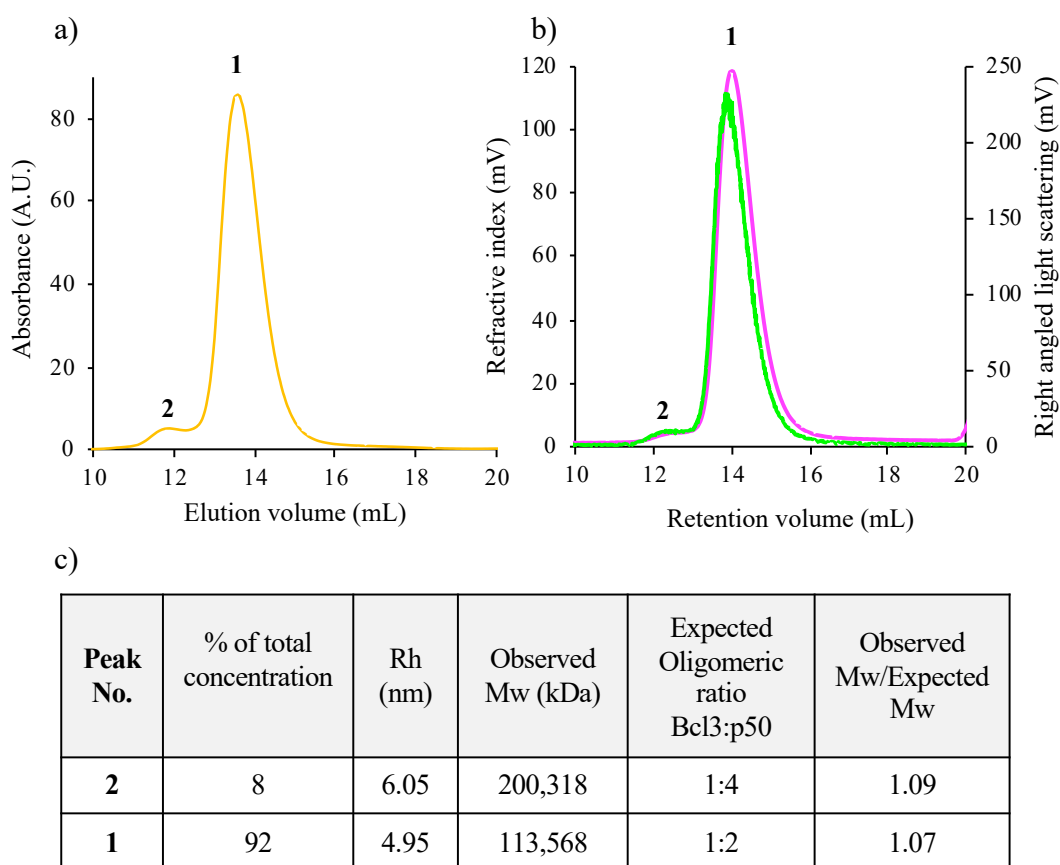 a)
b)
1
1
2
2
Absorbance (A.U.)
80
60
40
20
0
10 12 14 16 18 20
Elution volume (mL)
Refractive index (mV)
120
100
80
60
40
20
0
10 12 14 16 18 20
Retention volume (mL)
250
200
150
100
50
0
Right angled light scattering (mV)
c)
Peak
No.
% of total
concentration
Rh
(nm)
Observed
Mw (kDa)
Expected
Oligomeric
ratio
Bcl3:p50
Observed
Mw/Expected
Mw
2 8 6.05 200,318 1:4 1.09
1 92 4.95 113,568 1:2 1.07